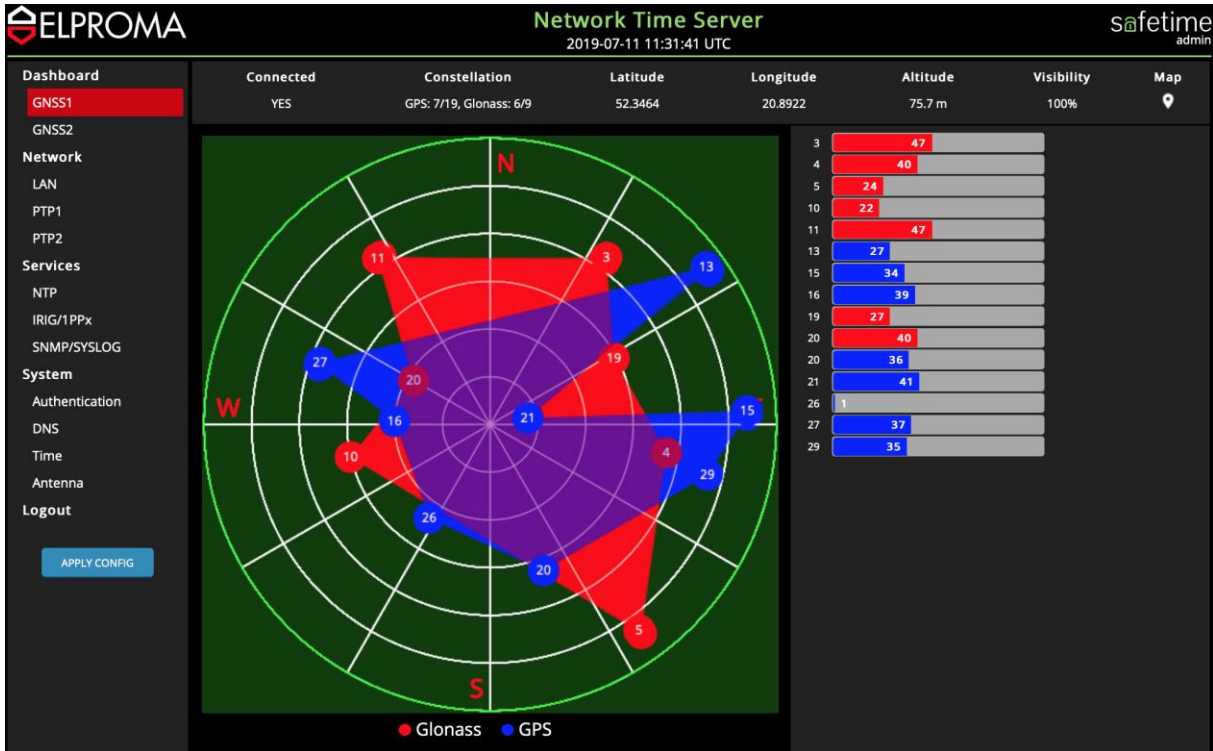 ELPROMA
Network Time Server
2019-07-11 11:31:41 UTC
safetime
admin
Dashboard
GNSS1
GNSS2
Network
LAN
PTP1
PTP2
Services
NTP
IRIG/1PPx
SNMP/SYSLOG
System
Authentication
DNS
Time
Antenna
Logout
APPLY CONFIG
Connected Constellation Latitude Longitude Altitude Visibility Map
YES GPS: 7/19, Glonass: 6/9 52.3464 20.8922 75.7 m 100%
N
11 3 13
27 19
20
W 16 21 15
10 4
29
26
20
5
S
Glonass GPS
3 47
4 40
5 24
10 22
11 47
13 27
15 34
16 39
19 27
20 40
20 36
21 41
26 1
27 37
29 35